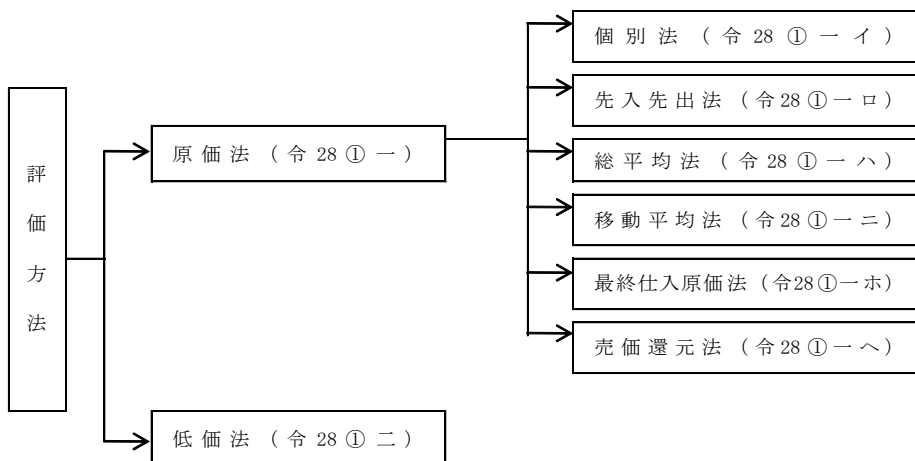 評価方法
原価法（令28①一）
低価法（令28①二）
個別法（令28①一イ）
先入先出法（令28①一ロ）
総平均法（令28①一ハ）
移動平均法（令28①一ニ）
最終仕入原価法（令28①一ホ）
売価還元法（令28①一ヘ）